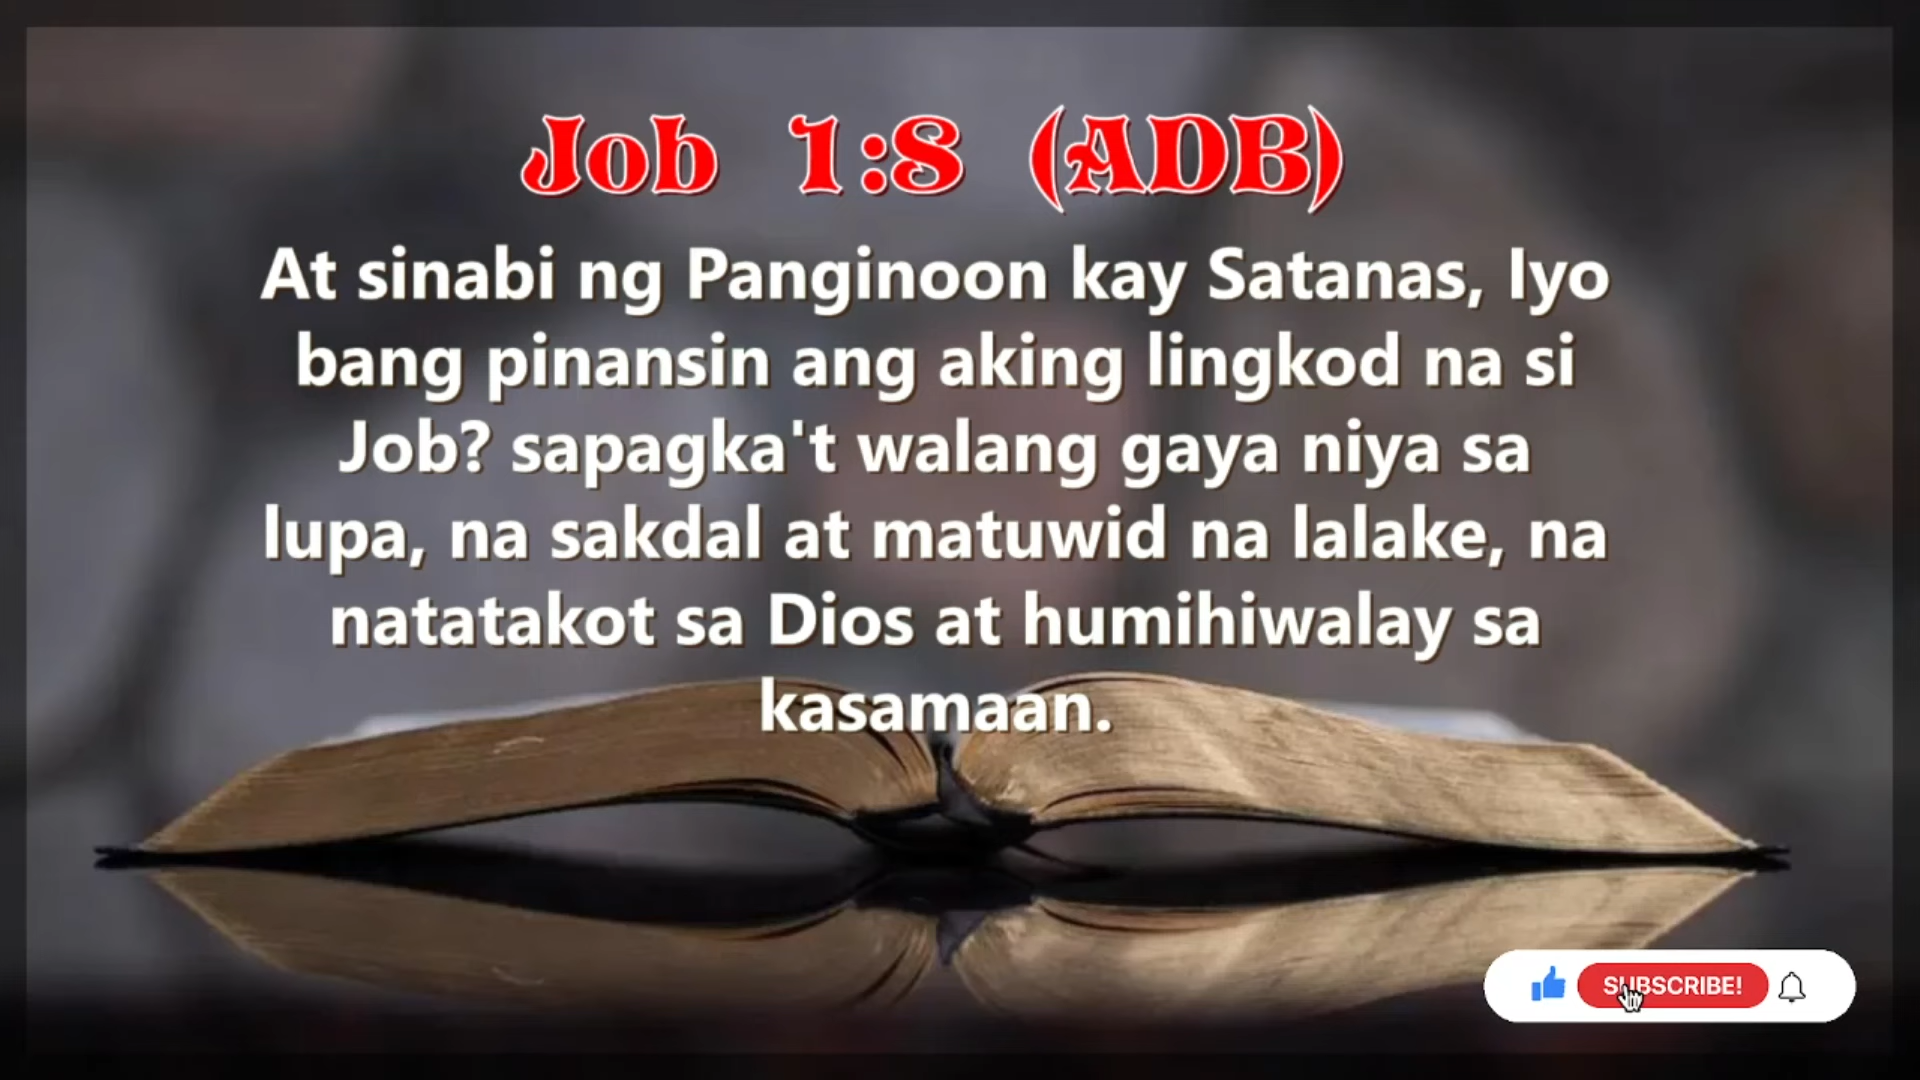 Job 1:8 (ADB)
At sinabi ng Panginoon kay Satanas, Iyo
bang pinansin ang aking lingkod na si
Job? sapagka't walang gaya niya sa
lupa, na sakdal at matuwid na lalake, na
natatakot sa Dios at humihiwalay sa
kasamaan.
SUBSCRIBE!